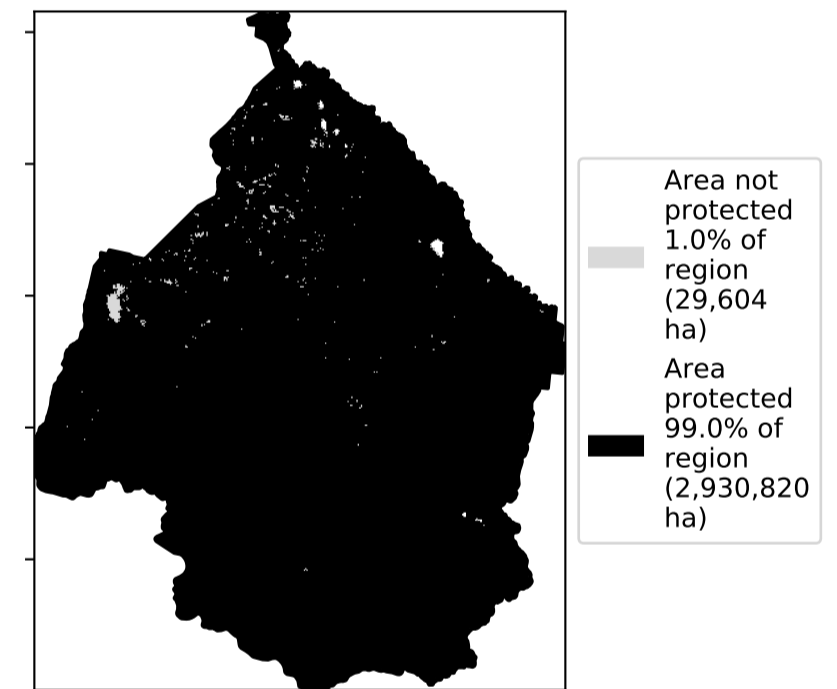 Area not
protected
1.0% of
region
(29,604
ha)
Area
protected
99.0% of
region
(2,930,820
ha)